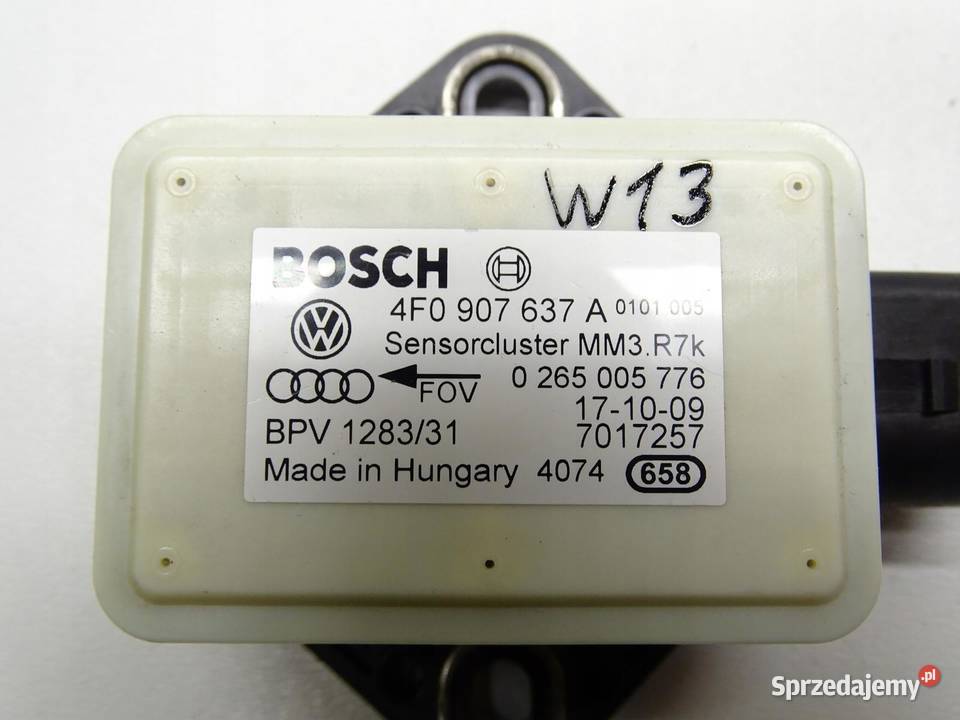 W13
BOSCH
4F0 907 637 A 0101 005
Sensorcluster MM3.R7k
FOV
0 265 005 776
17-10-09
BPV 1283/31 7017257
Made in Hungary 4074 658
Sprzedajemy.pl